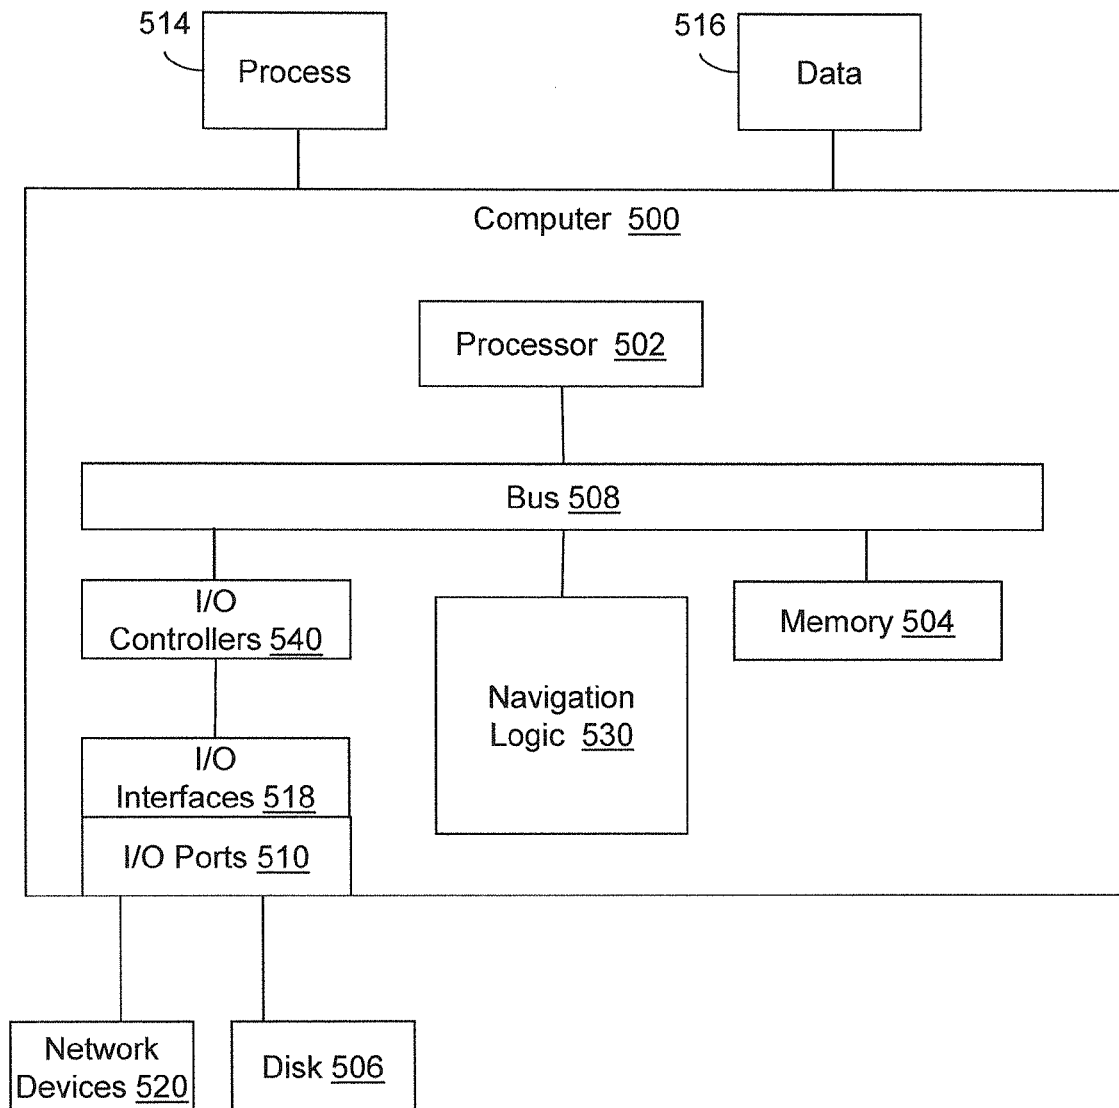 514
Process
516
Data
Computer 500
Processor 502
Bus 508
I/O
Controllers 540
Navigation
Logic 530
Memory 504
I/O
Interfaces 518
I/O Ports 510
Network
Devices 520
Disk 506